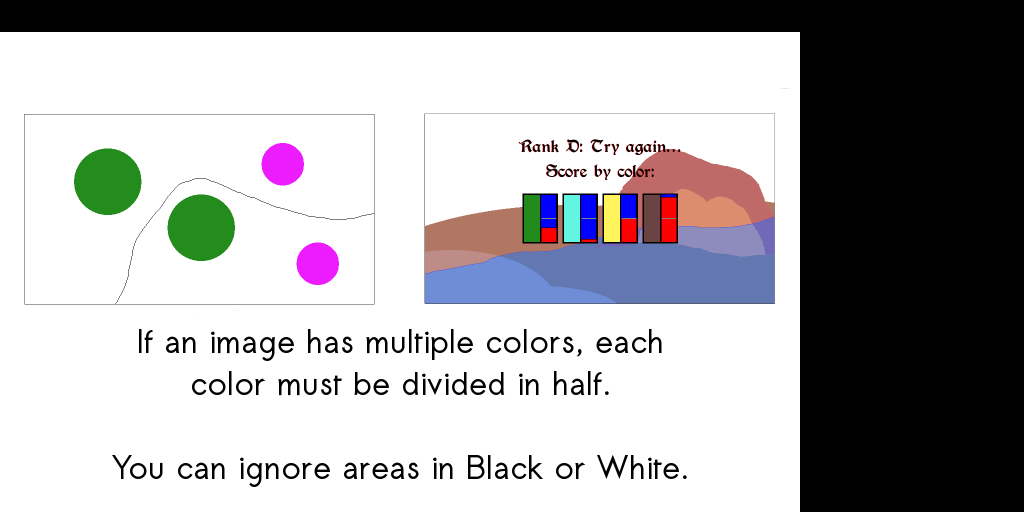 Rank D: Try again...
Score by color:
If an image has multiple colors, each
color must be divided in half.
You can ignore areas in Black or White.